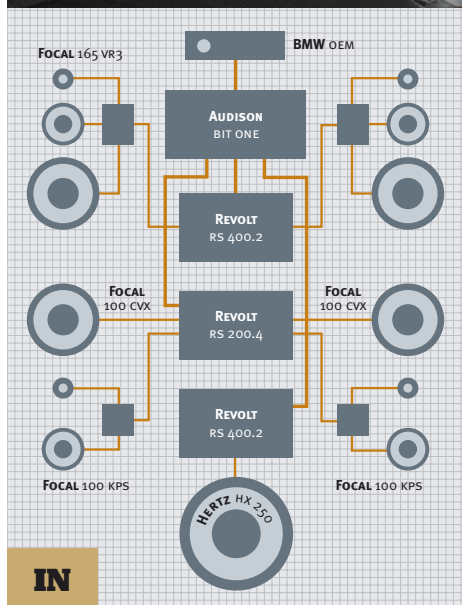 FOCAL 165 VR3
BMW OEM
AUDISON
BIT ONE
REVOLT
RS 400.2
FOCAL
100 CVX
REVOLT
RS 200.4
FOCAL
100 CVX
REVOLT
RS 400.2
FOCAL 100 KPS
FOCAL 100 KPS
HERTZ HX 250
IN